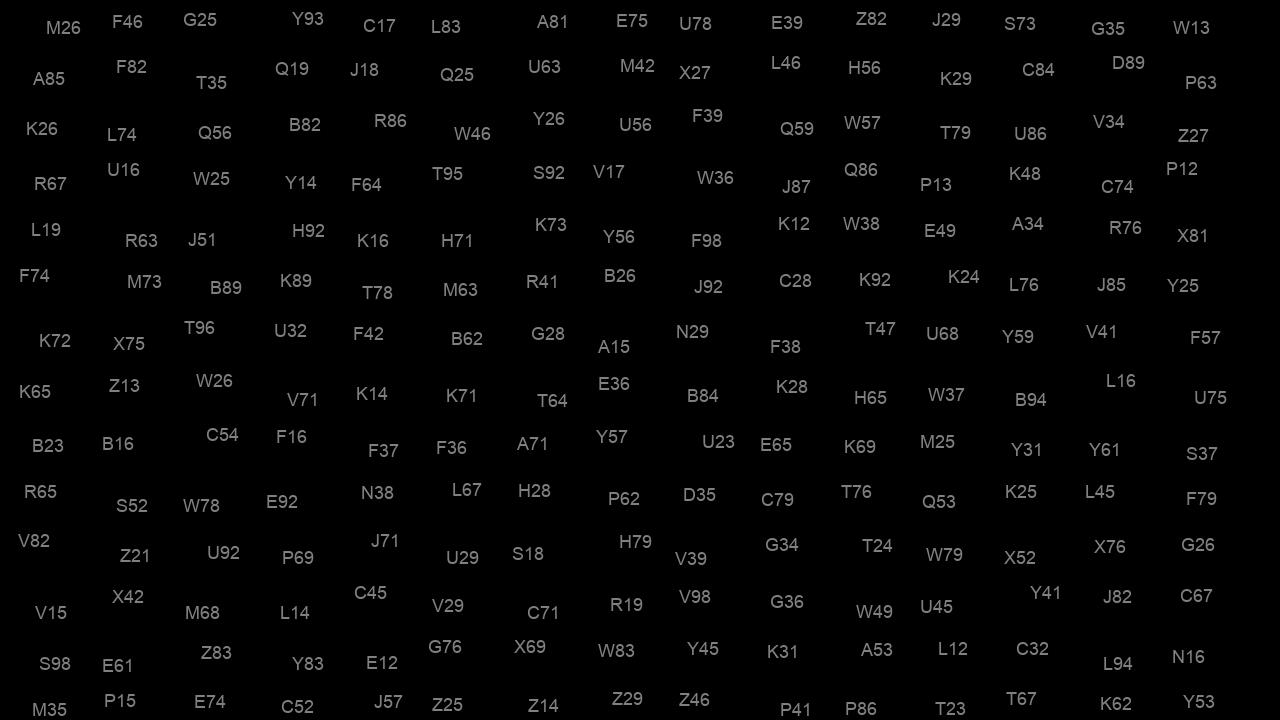 M26 F46 G25 Y93 C17 L83 A81 E75 U78 E39 Z82 J29 S73 G35 W13
A85 F82 T35 Q19 J18 Q25 U63 M42 X27 L46 H56 K29 C84 D89 P63
K26 L74 Q56 B82 R86 W46 Y26 U56 F39 Q59 W57 T79 U86 V34 Z27
R67 U16 W25 Y14 F64 T95 S92 V17 W36 J87 Q86 P13 K48 C74 P12
L19 R63 J51 H92 K16 H71 K73 Y56 F98 K12 W38 E49 A34 R76 X81
F74 M73 B89 K89 T78 M63 R41 B26 J92 C28 K92 K24 L76 J85 Y25
K72 X75 T96 U32 F42 B62 G28 A15 N29 F38 T47 U68 Y59 V41 F57
K65 Z13 W26 V71 K14 K71 T64 E36 B84 K28 H65 W37 B94 L16 U75
B23 B16 C54 F16 F37 F36 A71 Y57 U23 E65 K69 M25 Y31 Y61 S37
R65 S52 W78 E92 N38 L67 H28 P62 D35 C79 T76 Q53 K25 L45 F79
V82 Z21 U92 P69 J71 U29 S18 H79 V39 G34 T24 W79 X52 X76 G26
V15 X42 M68 L14 C45 V29 C71 R19 V98 G36 W49 U45 Y41 J82 C67
S98 E61 Z83 Y83 E12 G76 X69 W83 Y45 K31 A53 L12 C32 L94 N16
M35 P15 E74 C52 J57 Z25 Z14 Z29 Z46 P41 P86 T23 T67 K62 Y53